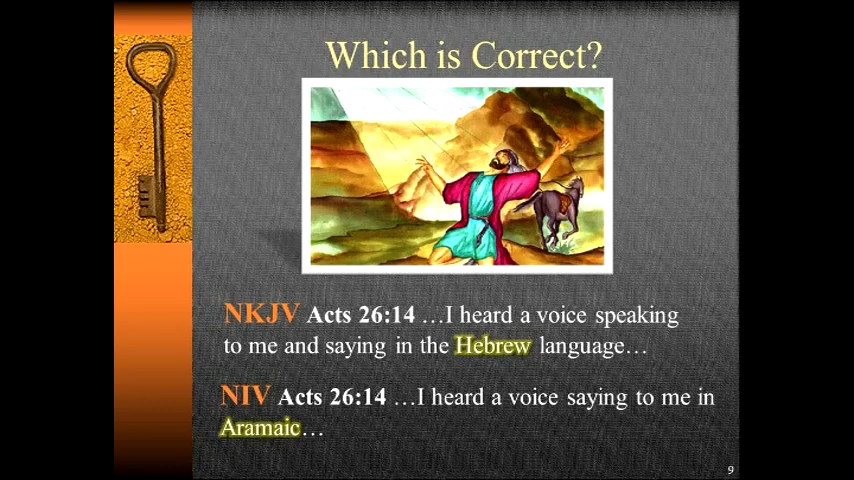 Which is Correct?
NKJV Acts 26:14 …I heard a voice speaking
to me and saying in the Hebrew language…
NIV Acts 26:14 …I heard a voice saying to me in
Aramaic…
9